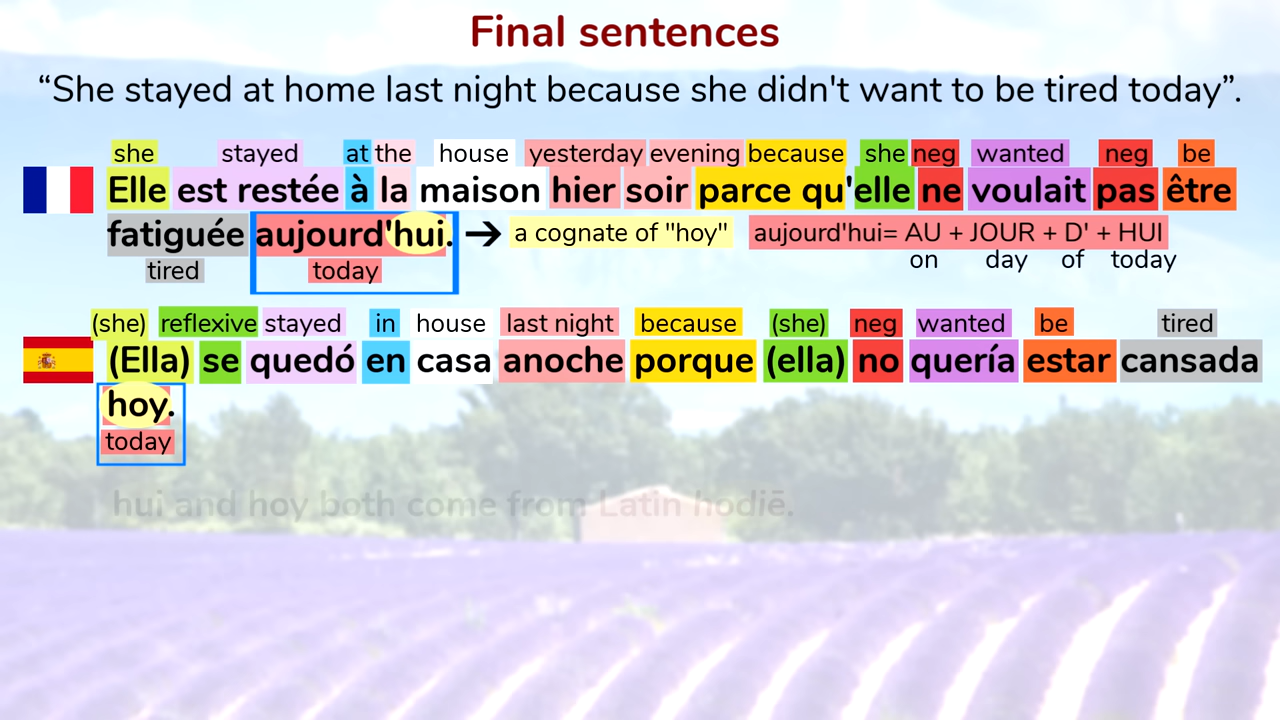 Final sentences
“She stayed at home last night because she didn't want to be tired today”.
she stayed at the house yesterday evening because she neg wanted neg be
Elle est restée à la maison hier soir parce qu'elle ne voulait pas être
fatiguée aujourd'hui. → a cognate of "hoy" aujourd'hui= AU + JOUR + D' + HUI
tired today on day of today
(she) reflexive stayed in house last night because (she) neg wanted be tired
(Ella) se quedó en casa anoche porque (ella) no quería estar cansada
hoy.
today
hui and hoy both come from Latin hodiē.